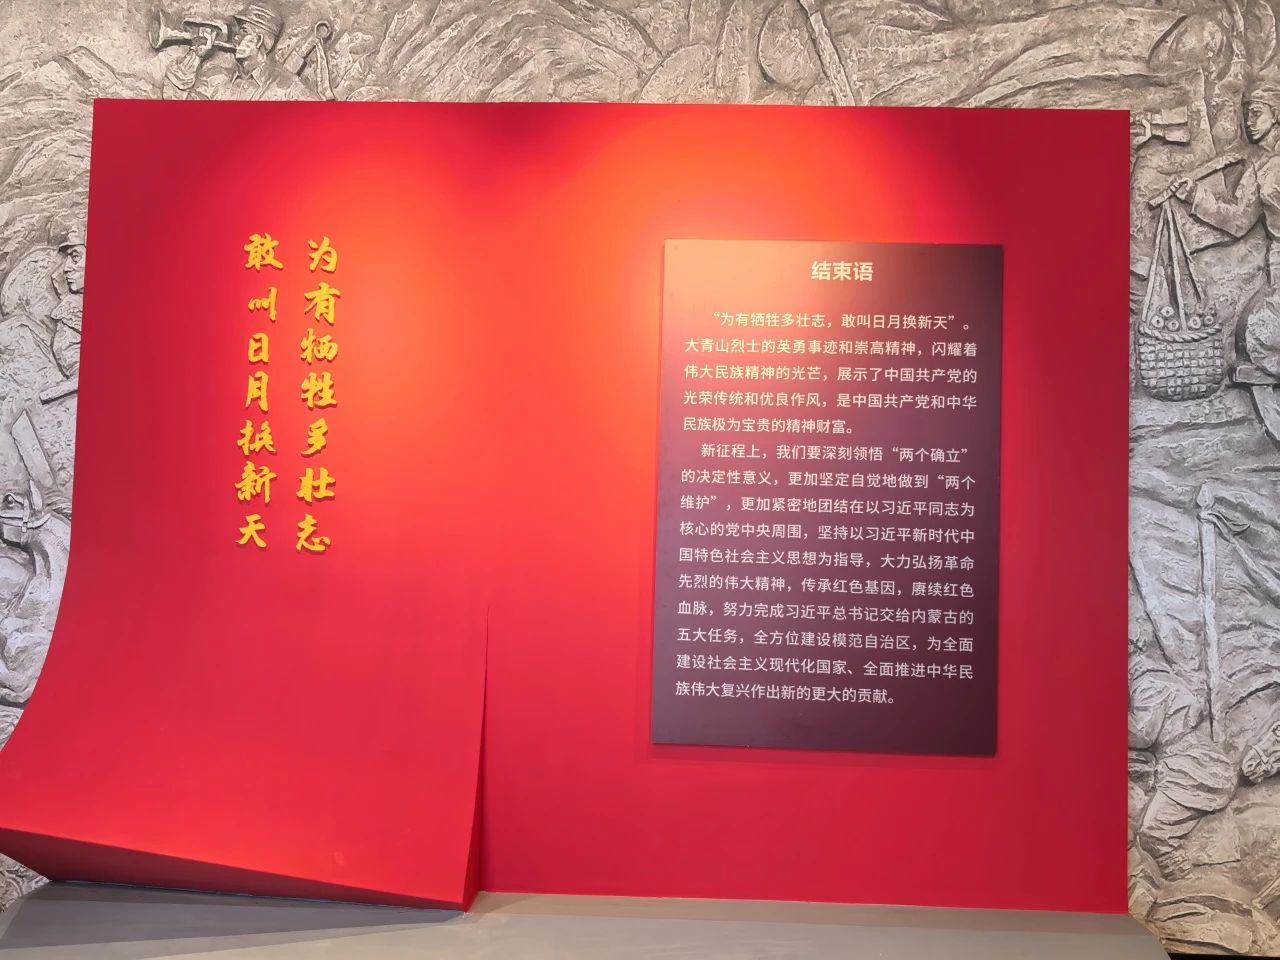 为有牺牲多壮志
敢叫日月换新天
结束语
“为有牺牲多壮志，敢叫日月换新天”。
大青山烈士的英勇事迹和崇高精神，闪耀着
伟大民族精神的光芒，展示了中国共产党的
光荣传统和优良作风，是中国共产党和中华
民族极为宝贵的精神财富。
新征程上，我们要深刻领悟“两个确立”
的决定性意义，更加坚定自觉地做到“两个
维护”，更加紧密地团结在以习近平同志为
核心的党中央周围，坚持以习近平新时代中
国特色社会主义思想为指导，大力弘扬革命
先烈的伟大精神，传承红色基因，赓续红色
血脉，努力完成习近平总书记交给内蒙古的
五大任务，全方位建设模范自治区，为全面
建设社会主义现代化国家、全面推进中华民
族伟大复兴作出新的更大的贡献。